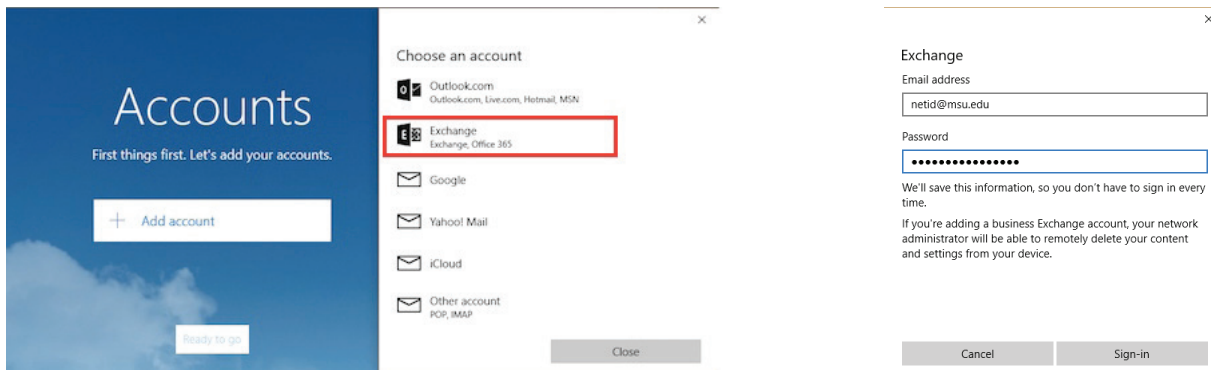 Accounts
First things first. Let's add your accounts.
+ Add account
Ready to go
×
Choose an account
Outlook.com
Outlook.com, Live.com, Hotmail, MSN
Exchange
Exchange, Office 365
Google
Yahoo! Mail
iCloud
Other account
POP, IMAP
Close
×
Exchange
Email address
netid@msu.edu
Password
••••••••••••••••
We'll save this information, so you don't have to sign in every
time.
If you're adding a business Exchange account, your network
administrator will be able to remotely delete your content
and settings from your device.
Cancel
Sign-in